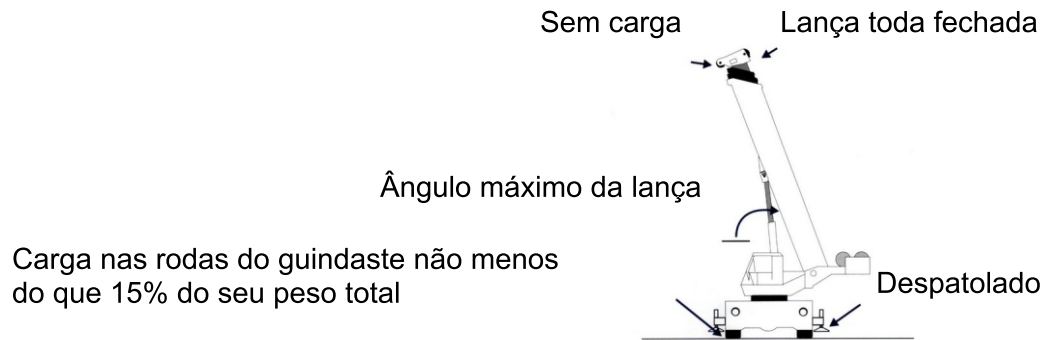 Sem carga
Lança toda fechada
Ângulo máximo da lança
Carga nas rodas do guindaste não menos
do que 15% do seu peso total
Despatolado